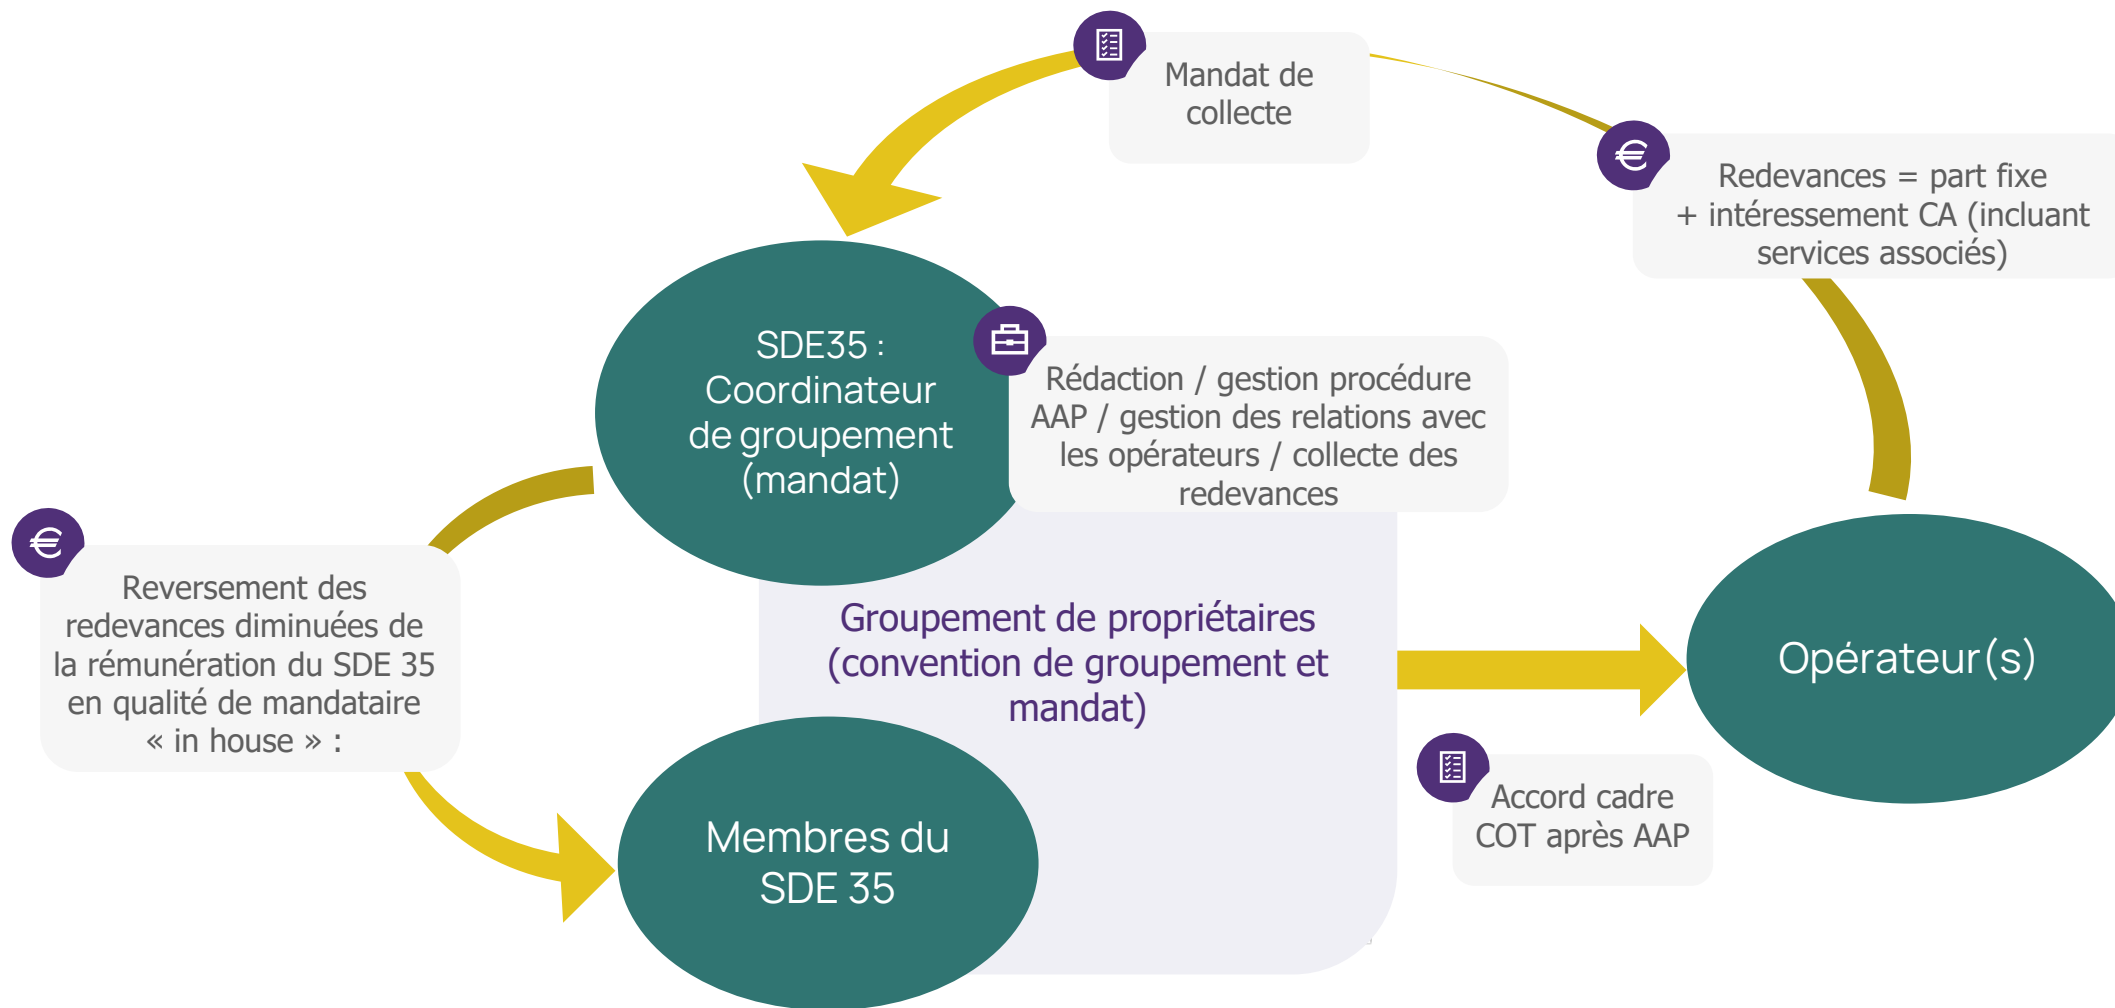 Mandat de
collecte
Redevances = part fixe
+ intéressement CA (incluant
services associés)
SDE35 :
Coordinateur
de groupement
(mandat)
Rédaction / gestion procédure
AAP / gestion des relations avec
les opérateurs / collecte des
redevances
Reversement des
redevances diminuées de
la rémunération du SDE 35
en qualité de mandataire
« in house » :
Groupement de propriétaires
(convention de groupement et
mandat)
Opérateur(s)
Accord cadre
COT après AAP
Membres du
SDE 35